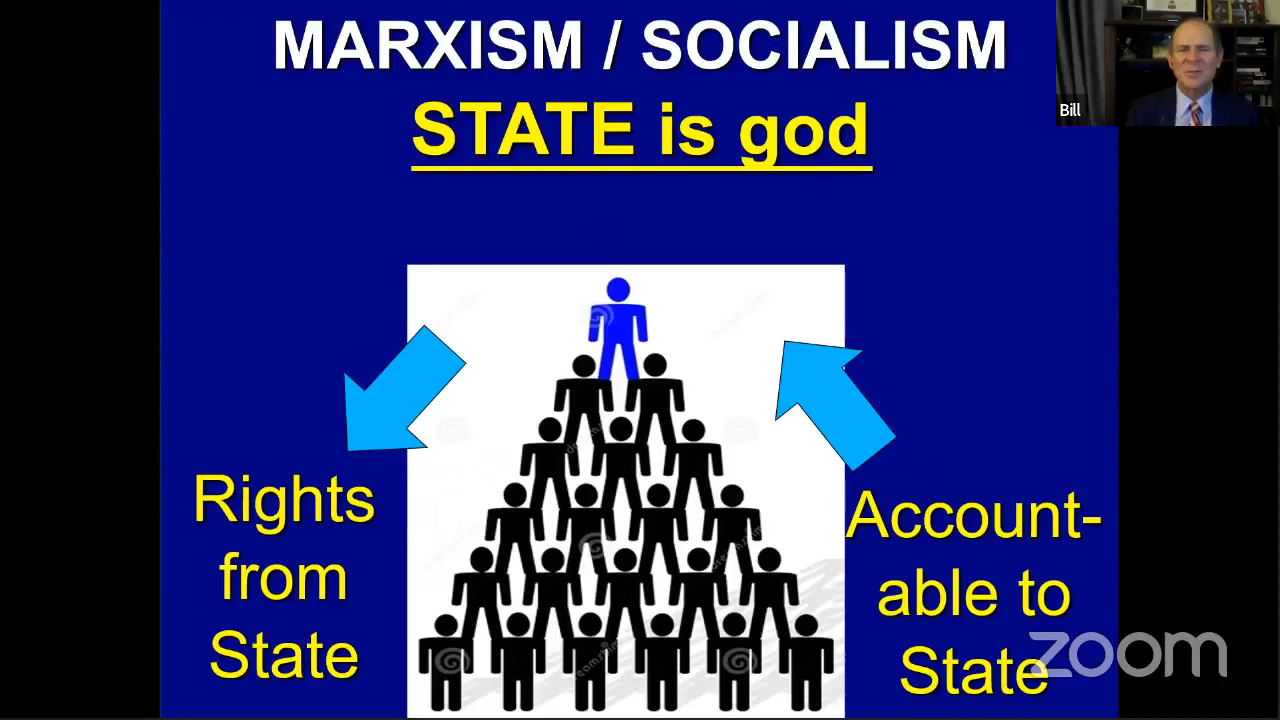 MARXISM / SOCIALISM
STATE is god
Bill
Rights
from
State
Account-
able to
State
zoom